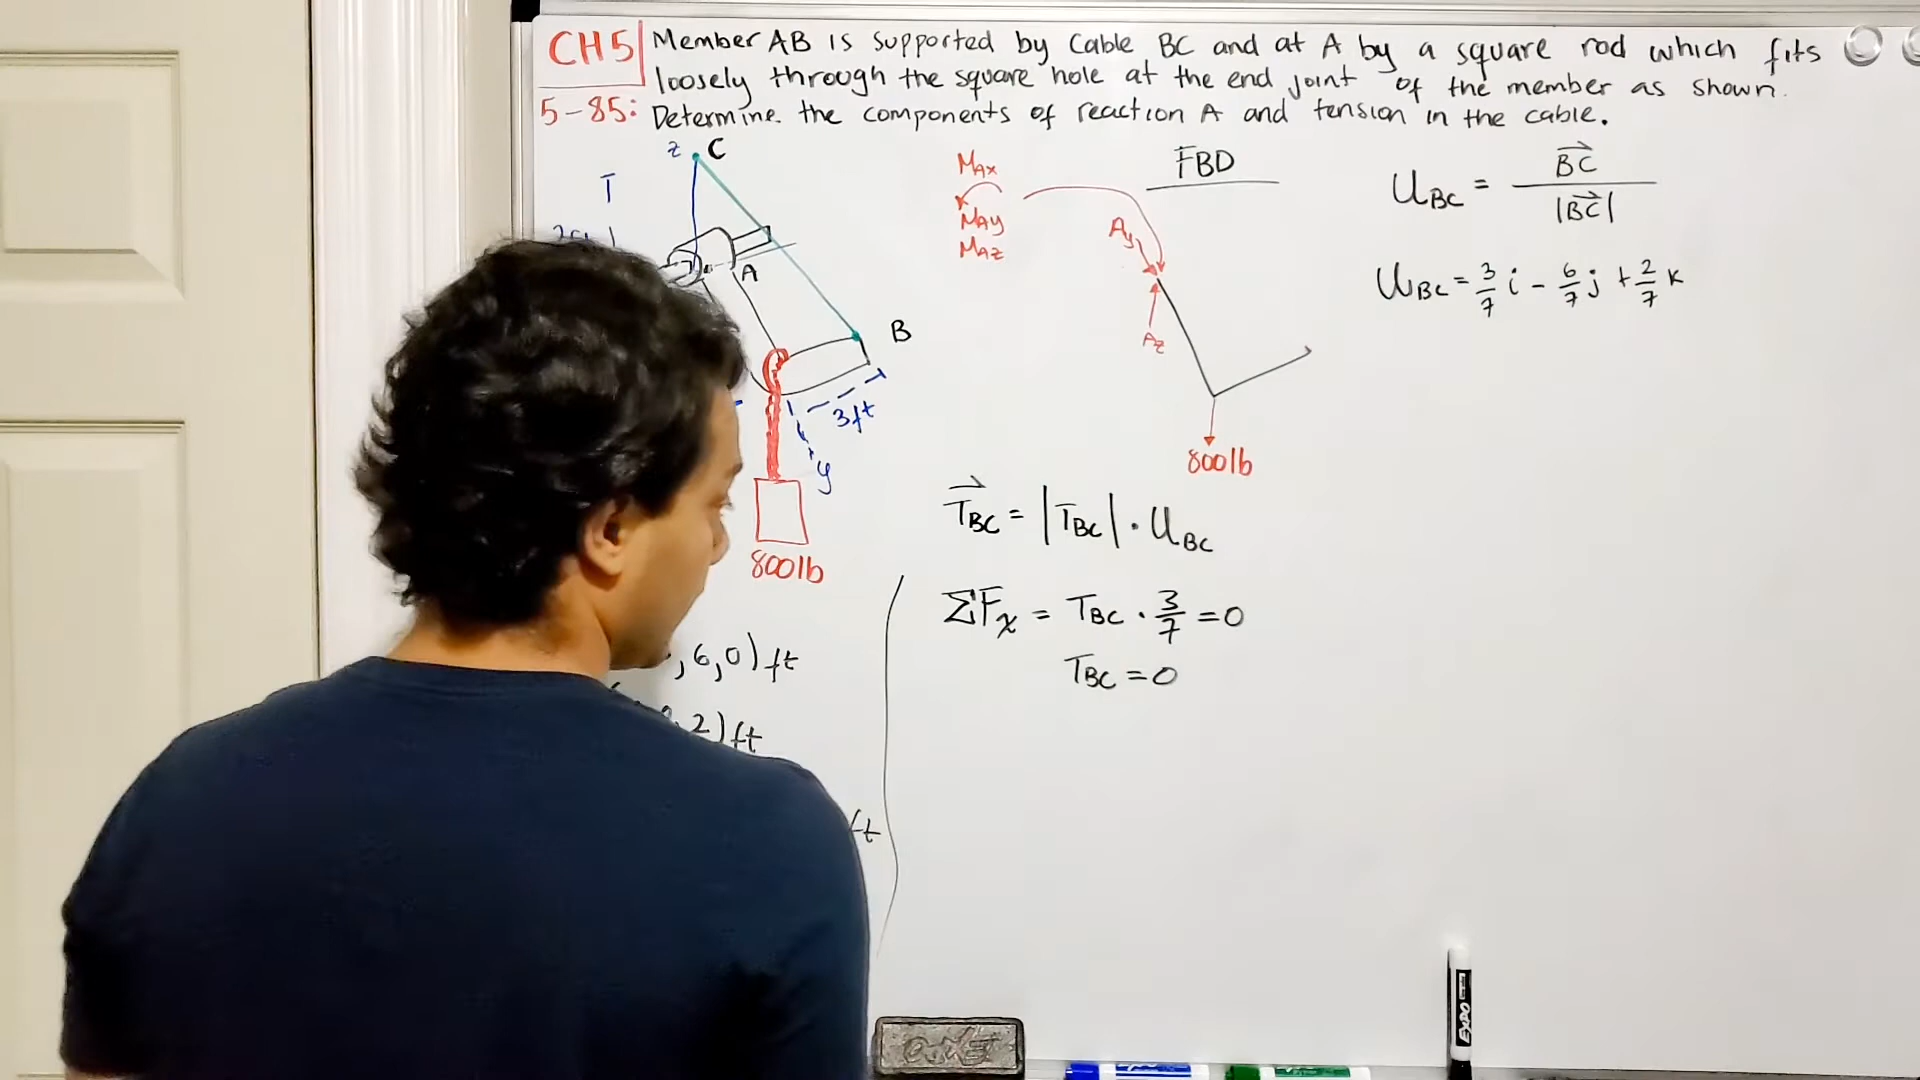 CH5
Member AB is supported by Cable BC and at A by a square rod which fits
loosely through the square hole at the end joint of the member as shown.
5-85: Determine. the components of reaction A and tension in the cable.
z C
A
B
3ft
y
800lb
,6,0)ft
,2)ft
ft
FBD
MAx
MAy
MAz
Ay
Az
800lb
UBC = BC / |BC|
UBC = 3/7 i - 6/7 j + 2/7 k
TBC = |TBC| · UBC
ΣFx = TBC · 3/7 = 0
TBC = 0
EXPO